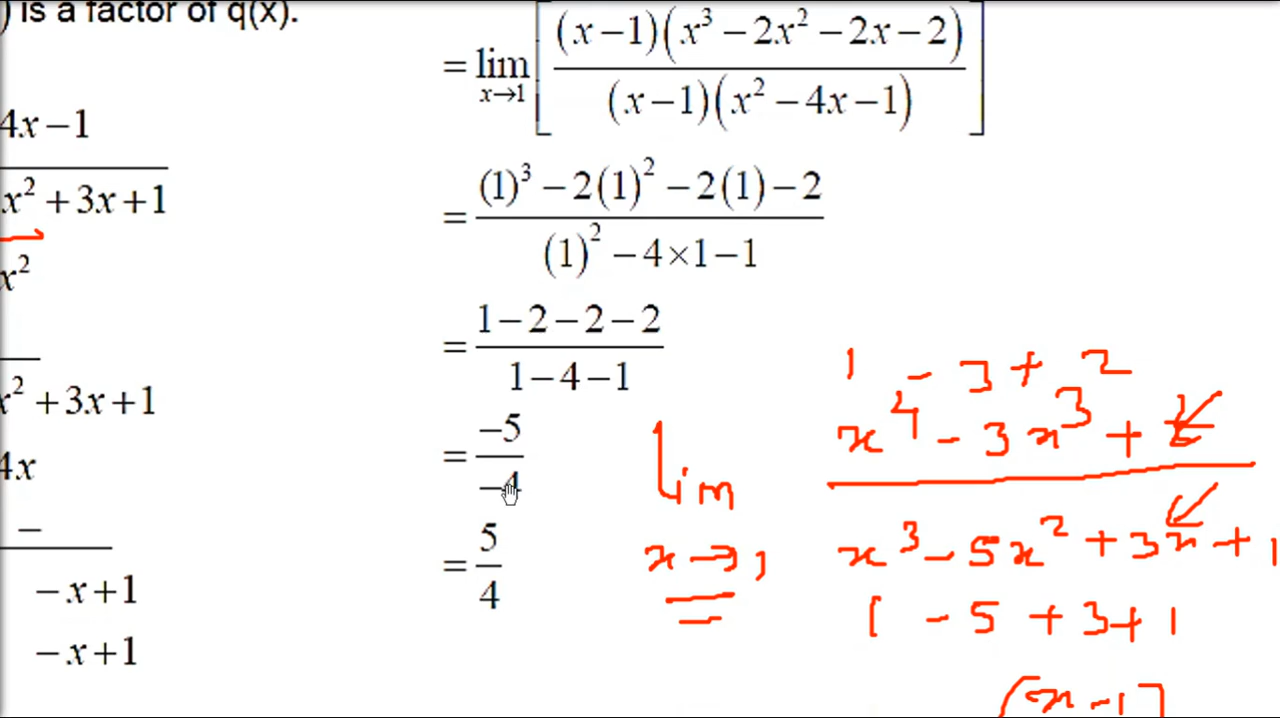 ) is a factor of q(x).
4x − 1
x² + 3x + 1
x²
x² + 3x + 1
4x
−
− x + 1
− x + 1
= lim x→1 [ (x − 1)(x³ − 2x² − 2x − 2)
(x − 1)(x² − 4x − 1) ]
= (1)³ − 2(1)² − 2(1) − 2
(1)² − 4 × 1 − 1
= 1 − 2 − 2 − 2
1 − 4 − 1
= −5
−4
= 5
4
1 − 3 + 2
x⁴ − 3x³ + 2
lim
x → 1
x³ − 5x² + 3x + 1
1 − 5 + 3 + 1
(x − 1)